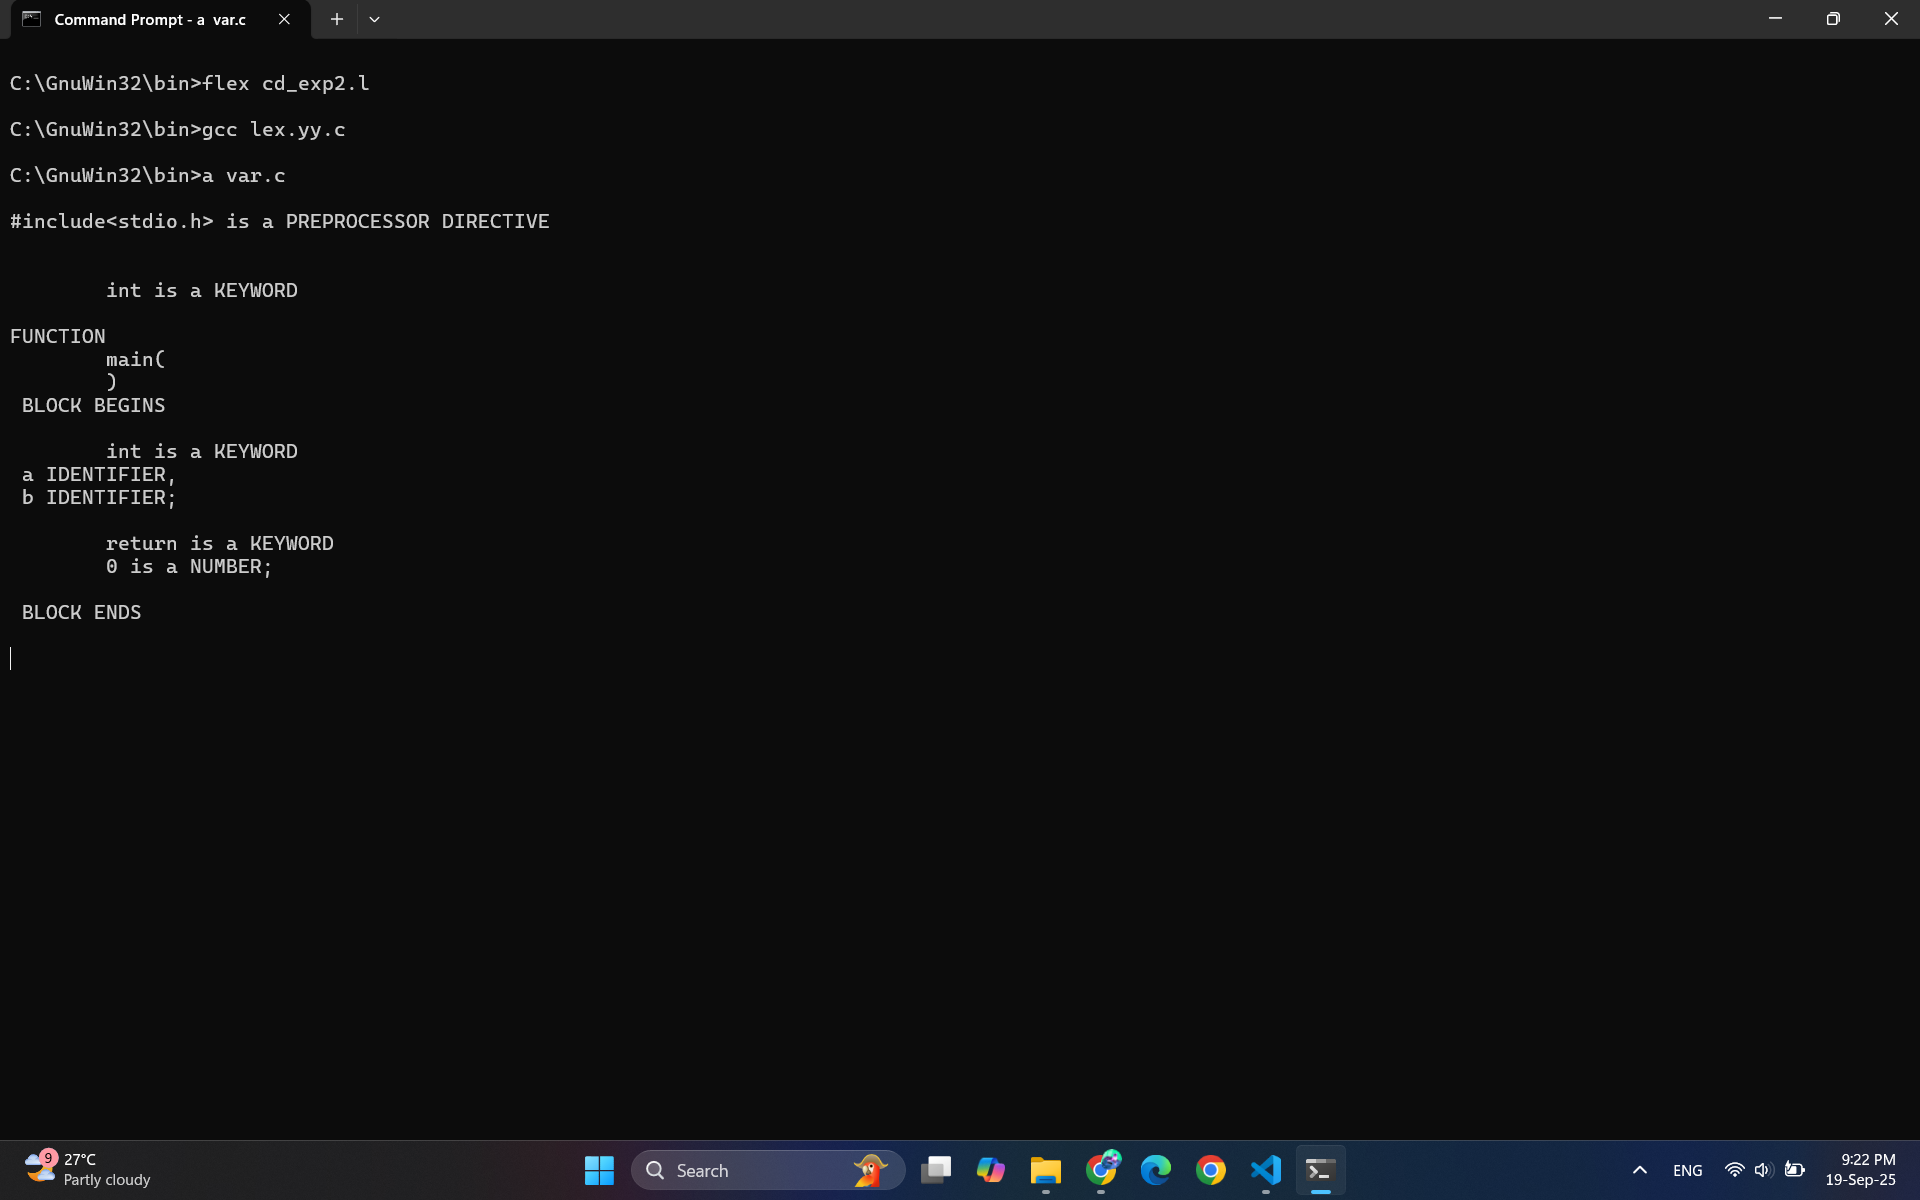 Command Prompt - a  var.c
C:\GnuWin32\bin>flex cd_exp2.l
C:\GnuWin32\bin>gcc lex.yy.c
C:\GnuWin32\bin>a var.c
#include<stdio.h> is a PREPROCESSOR DIRECTIVE
int is a KEYWORD
FUNCTION
main(
)
BLOCK BEGINS
int is a KEYWORD
a IDENTIFIER,
b IDENTIFIER;
return is a KEYWORD
0 is a NUMBER;
BLOCK ENDS
9
27°C
Partly cloudy
Search
ENG
9:22 PM
19-Sep-25